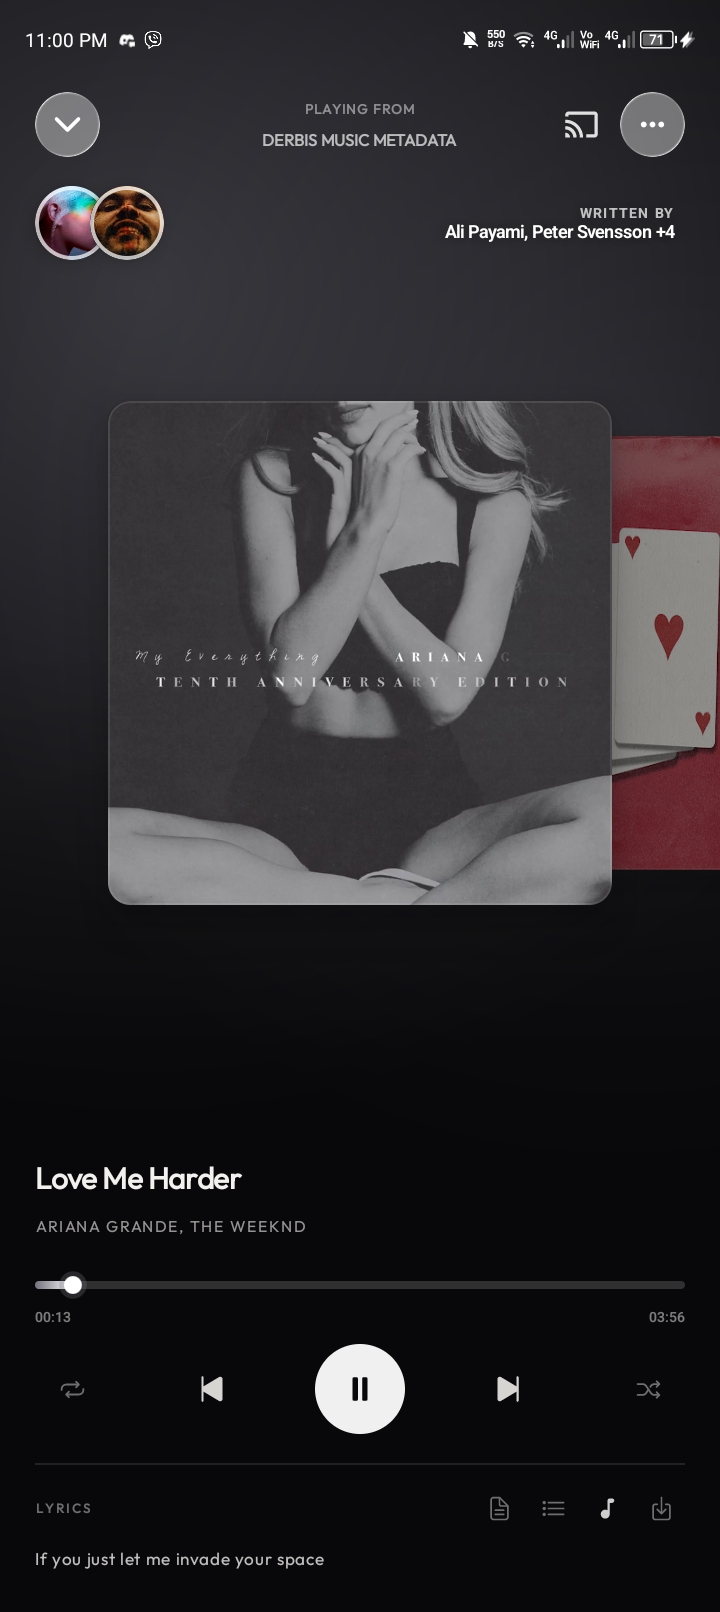 11:00 PM
550 B/S
4G
Vo WiFi
4G
71
PLAYING FROM
DERBIS MUSIC METADATA
WRITTEN BY
Ali Payami, Peter Svensson +4
My Everything ARIANA G
TENTH ANNIVERSARY EDITION
Love Me Harder
ARIANA GRANDE, THE WEEKND
00:13
03:56
LYRICS
If you just let me invade your space